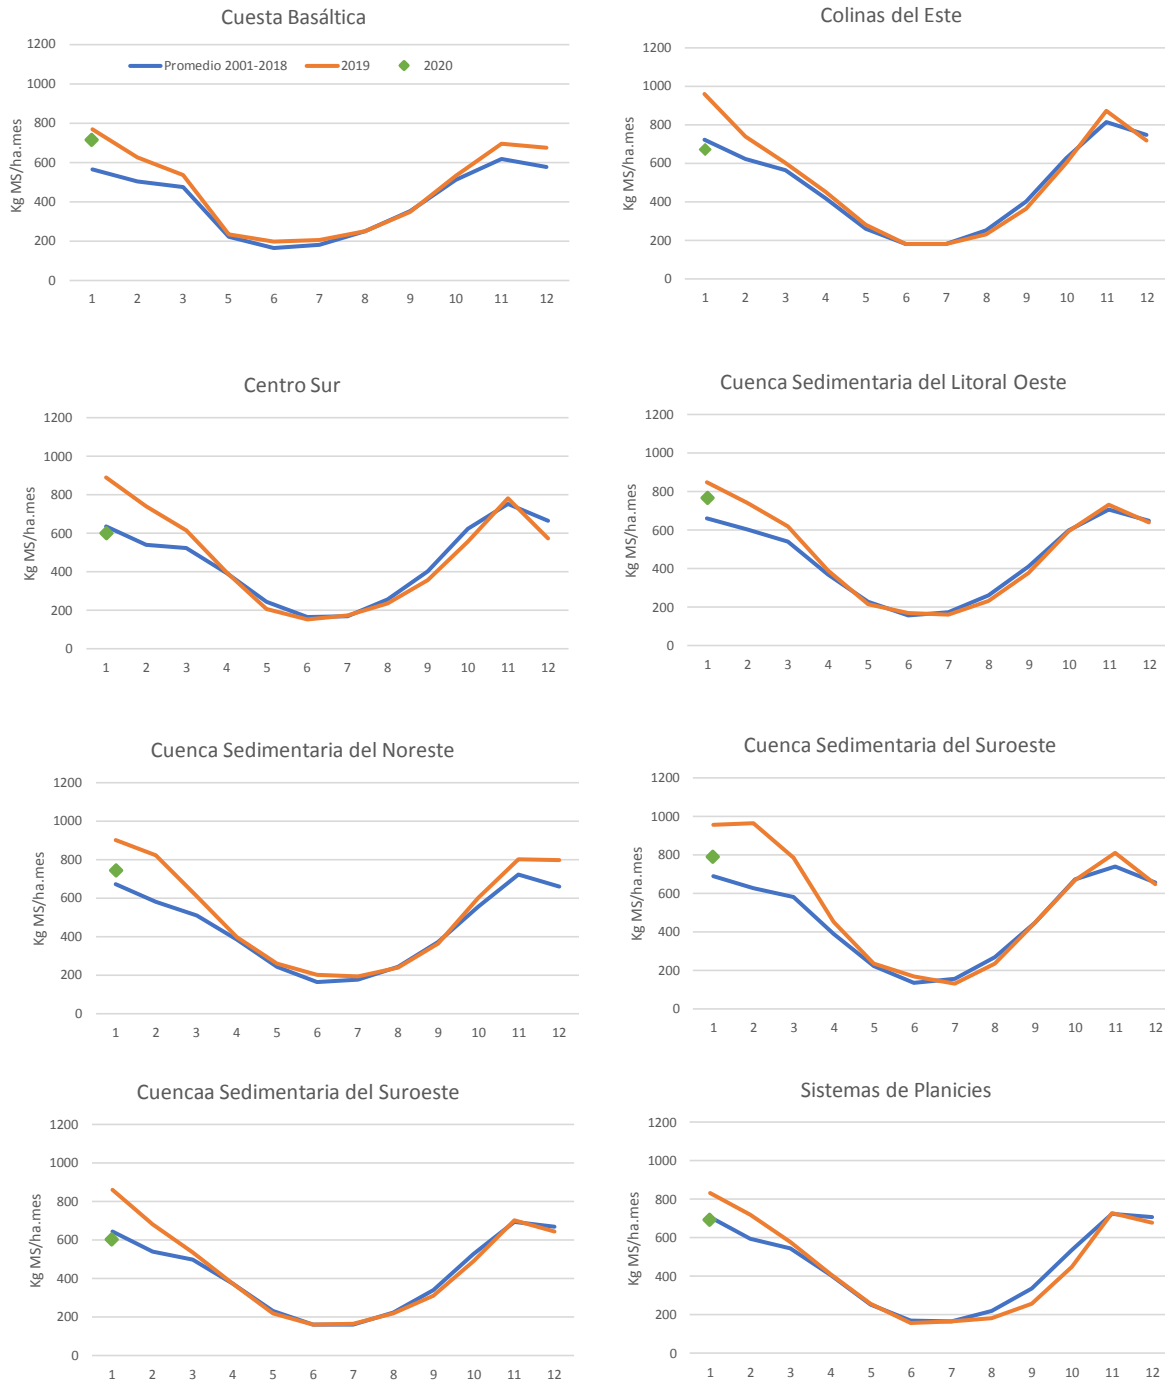 Cuesta Basáltica
1200
1000
800
600
400
200
0
Kg MS/ha.mes
Promedio 2001-2018 2019 2020
1 2 3 5 6 7 8 9 10 11 12
Colinas del Este
1200
1000
800
600
400
200
0
Kg MS/ha.mes
1 2 3 4 5 6 7 8 9 10 11 12
Centro Sur
1200
1000
800
600
400
200
0
Kg MS/ha.mes
1 2 3 4 5 6 7 8 9 10 11 12
Cuenca Sedimentaria del Litoral Oeste
1200
1000
800
600
400
200
0
Kg MS/ha.mes
1 2 3 4 5 6 7 8 9 10 11 12
Cuenca Sedimentaria del Noreste
1200
1000
800
600
400
200
0
Kg MS/ha.mes
1 2 3 4 5 6 7 8 9 10 11 12
Cuenca Sedimentaria del Suroeste
1200
1000
800
600
400
200
0
Kg MS/ha.mes
1 2 3 4 5 6 7 8 9 10 11 12
Cuencaa Sedimentaria del Suroeste
1200
1000
800
600
400
200
0
Kg MS/ha.mes
1 2 3 4 5 6 7 8 9 10 11 12
Sistemas de Planicies
1200
1000
800
600
400
200
0
Kg MS/ha.mes
1 2 3 4 5 6 7 8 9 10 11 12